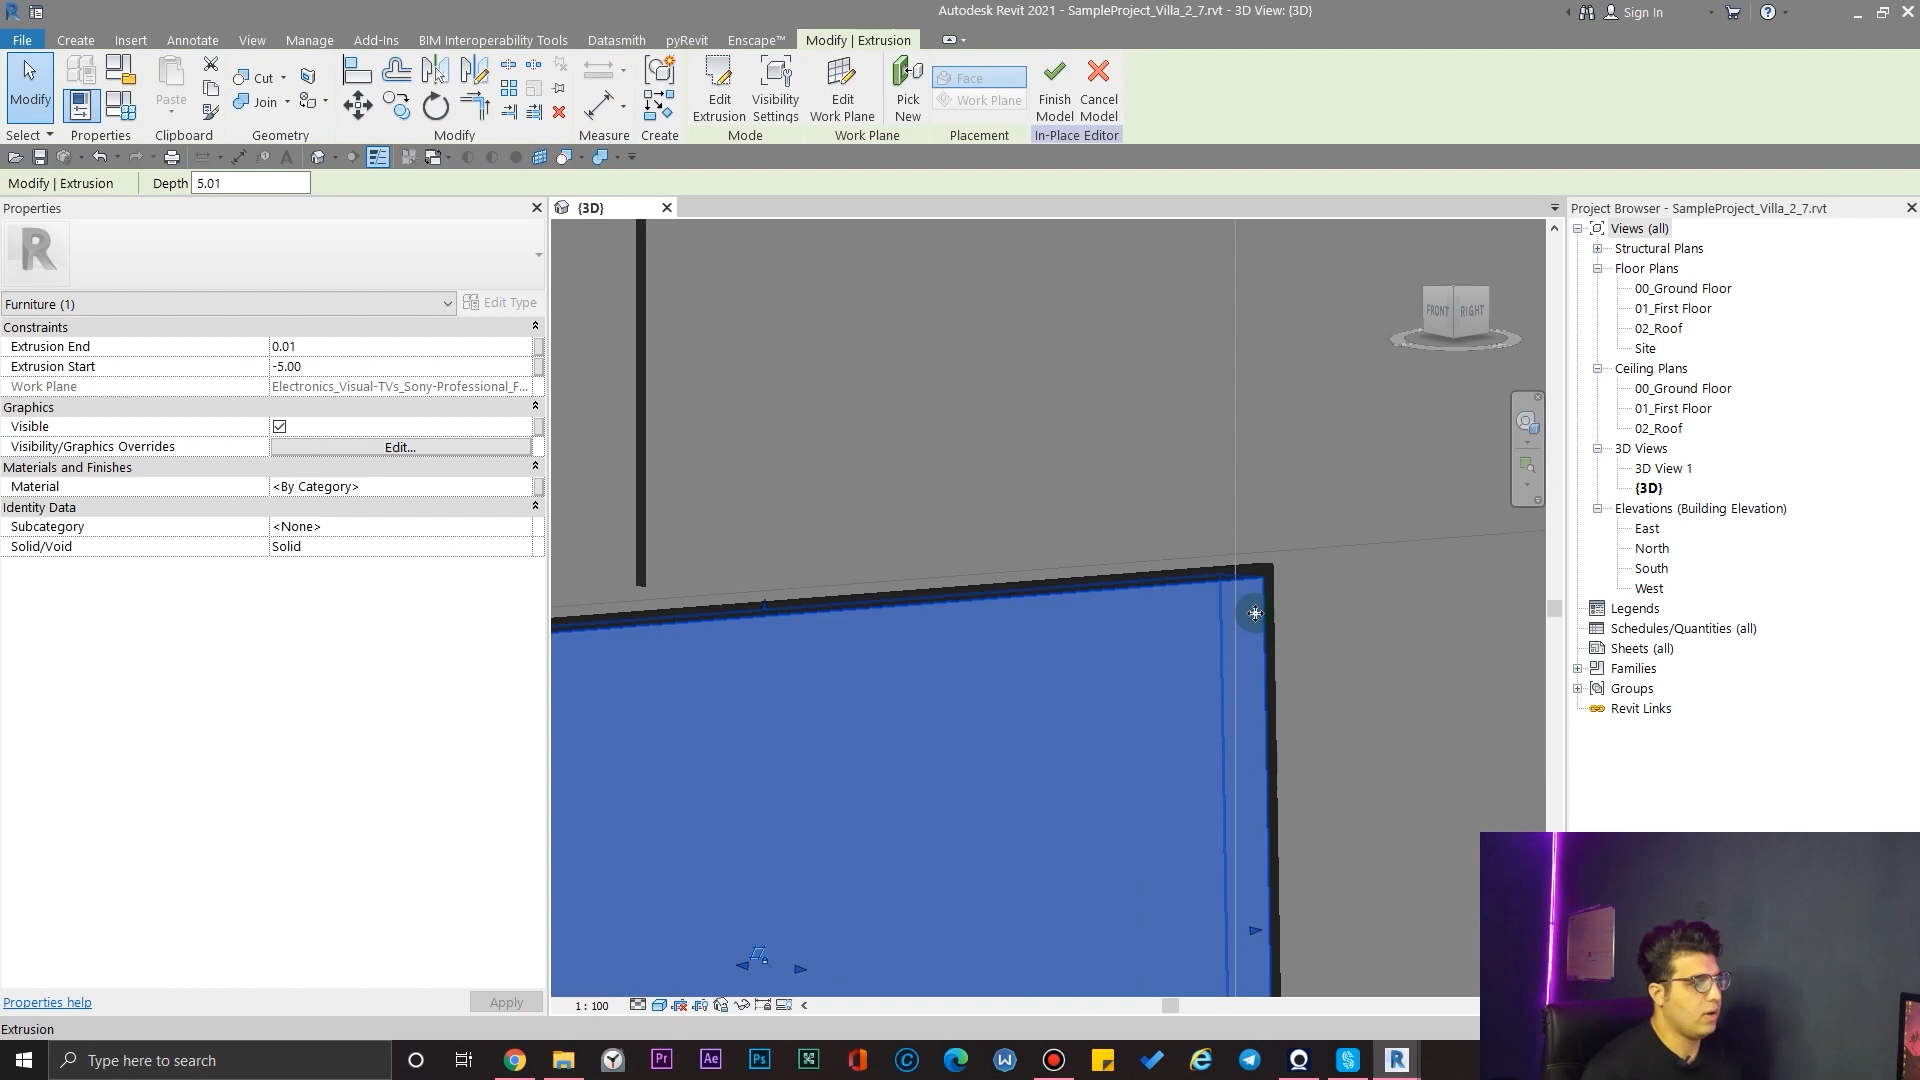 Autodesk Revit 2021 - SampleProject_Villa_2_7.rvt - 3D View: {3D}
Sign In
File Create Insert Annotate View Manage Add-Ins BIM Interoperability Tools Datasmith pyRevit Enscape™ Modify | Extrusion
Modify
Paste
Cut
Join
Edit Extrusion
Visibility Settings
Edit Work Plane
Pick New
Face
Work Plane
Finish Model
Cancel Model
Select Properties Clipboard Geometry Modify Measure Create Mode Work Plane Placement In-Place Editor
Modify | Extrusion Depth 5.01
Properties
R
Furniture (1) Edit Type
Constraints
Extrusion End 0.01
Extrusion Start -5.00
Work Plane Electronics_Visual-TVs_Sony-Professional_F...
Graphics
Visible
Visibility/Graphics Overrides Edit...
Materials and Finishes
Material <By Category>
Identity Data
Subcategory <None>
Solid/Void Solid
Properties help Apply
Extrusion
{3D}
FRONT RIGHT
1 : 100
Project Browser - SampleProject_Villa_2_7.rvt
Views (all)
Structural Plans
Floor Plans
00_Ground Floor
01_First Floor
02_Roof
Site
Ceiling Plans
00_Ground Floor
01_First Floor
02_Roof
3D Views
3D View 1
{3D}
Elevations (Building Elevation)
East
North
South
West
Legends
Schedules/Quantities (all)
Sheets (all)
Families
Groups
Revit Links
Type here to search
Pr Ae Ps